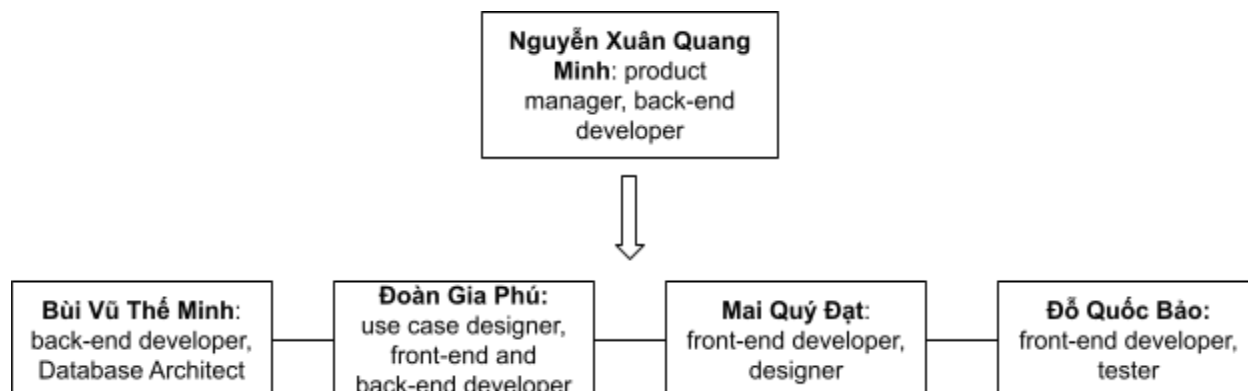 Nguyễn Xuân Quang
Minh: product
manager, back-end
developer
Bùi Vũ Thế Minh:
back-end developer,
Database Architect
Đoàn Gia Phú:
use case designer,
front-end and
back-end developer
Mai Quý Đạt:
front-end developer,
designer
Đỗ Quốc Bảo:
front-end developer,
tester